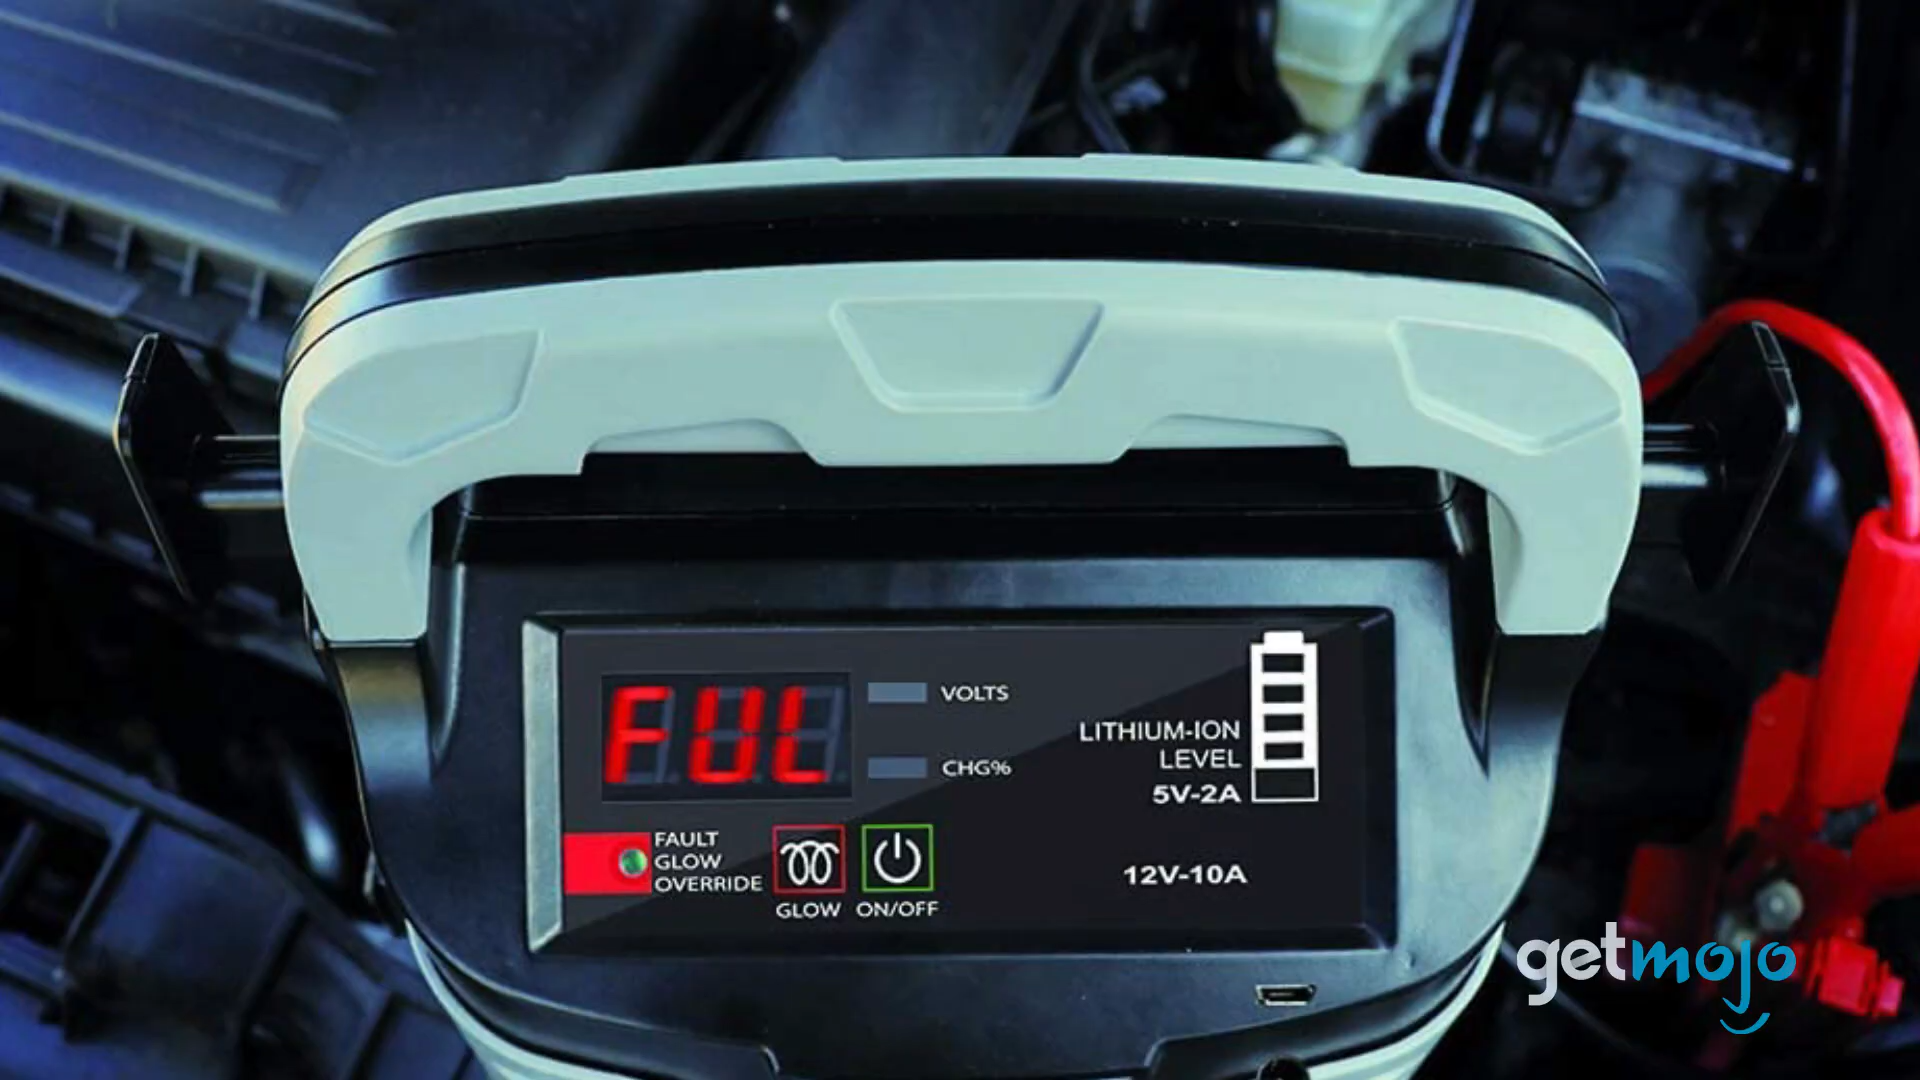 FUL
VOLTS
CHG%
LITHIUM-ION
LEVEL
5V-2A
12V-10A
FAULT
GLOW
OVERRIDE
GLOW
ON/OFF
getmojo